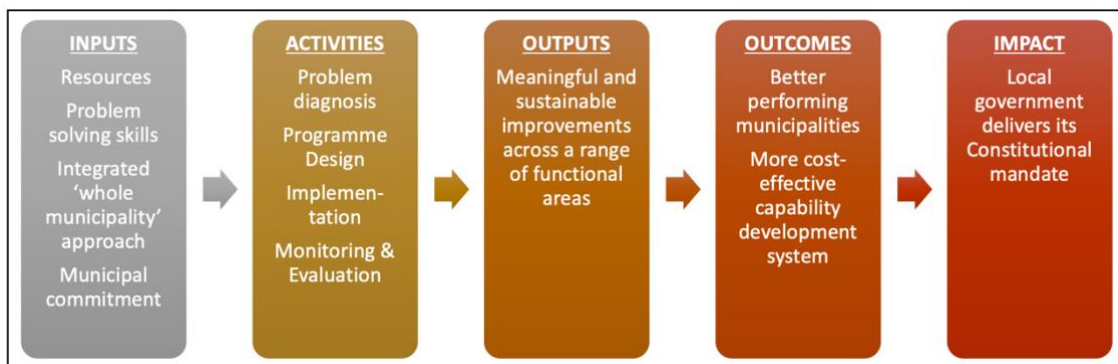 INPUTS
Resources
Problem
solving skills
Integrated
‘whole
municipality’
approach
Municipal
commitment
ACTIVITIES
Problem
diagnosis
Programme
Design
Implemen-
tation
Monitoring &
Evaluation
OUTPUTS
Meaningful and
sustainable
improvements
across a range
of functional
areas
OUTCOMES
Better
performing
municipalities
More cost-
effective
capability
development
system
IMPACT
Local
government
delivers its
Constitutional
mandate